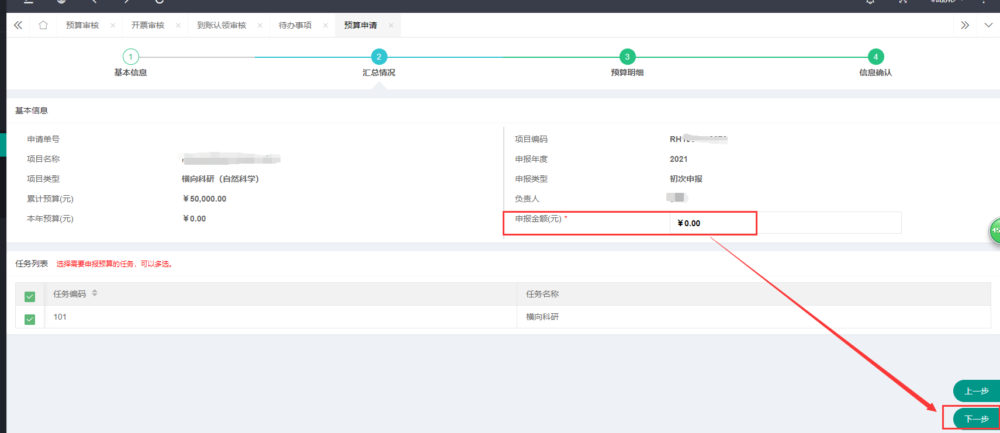 预算审核
开票审核
到账认领审核
待办事项
预算申请
1
2
3
4
基本信息
汇总情况
预算明细
信息确认
基本信息
申请单号
项目名称
项目类型 横向科研（自然科学）
累计预算(元) ￥50,000.00
本年预算(元) ￥0.00
项目编码
申报年度 2021
申报类型 初次申报
负责人
申报金额(元) * ￥0.00
45
任务列表 选择需要申报预算的任务，可以多选。
任务编码 任务名称
101 横向科研
上一步
下一步